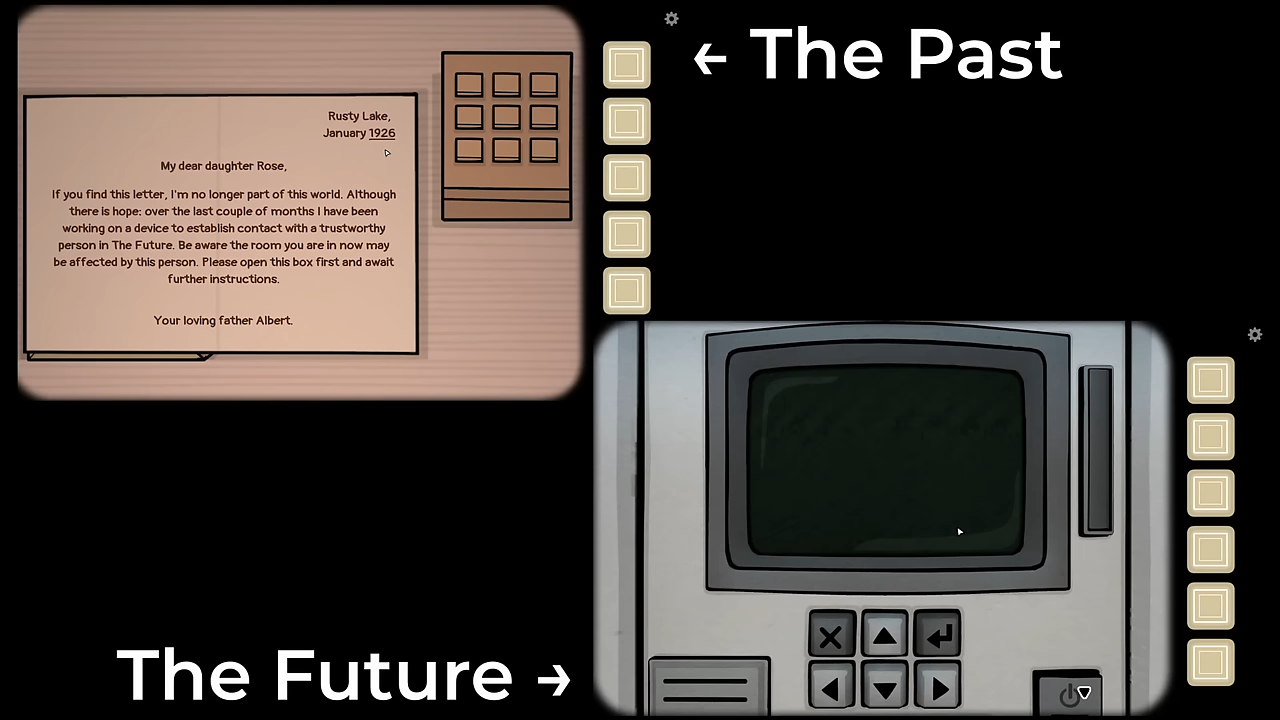 ← The Past
Rusty Lake,
January 1926
My dear daughter Rose,
If you find this letter, I'm no longer part of this world. Although
there is hope: over the last couple of months I have been
working on a device to establish contact with a trustworthy
person in The Future. Be aware the room you are in now may
be affected by this person. Please open this box first and await
further instructions.
Your loving father Albert.
The Future →